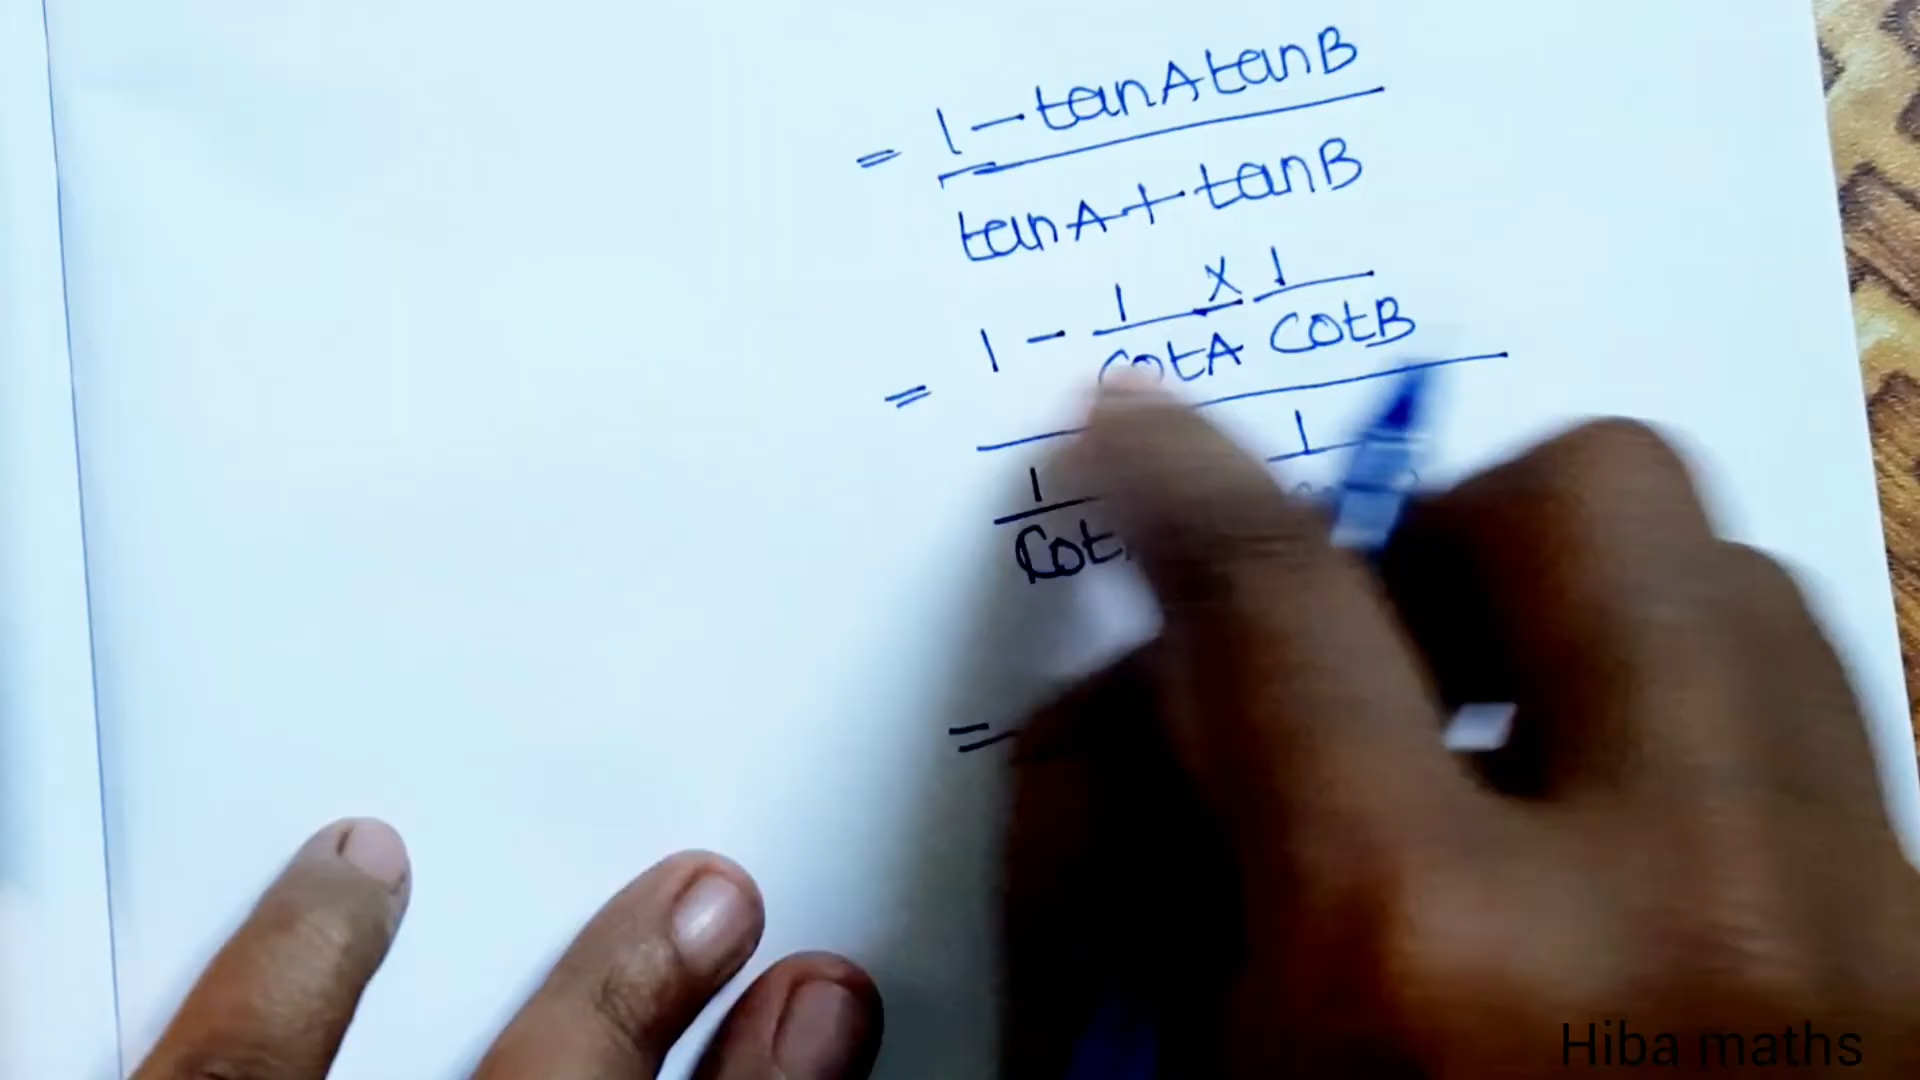 = 1 - tanA tanB
tanA + tanB
= 1 - 1 × 1
cotA cotB
1 1
Cot
=
Hiba maths